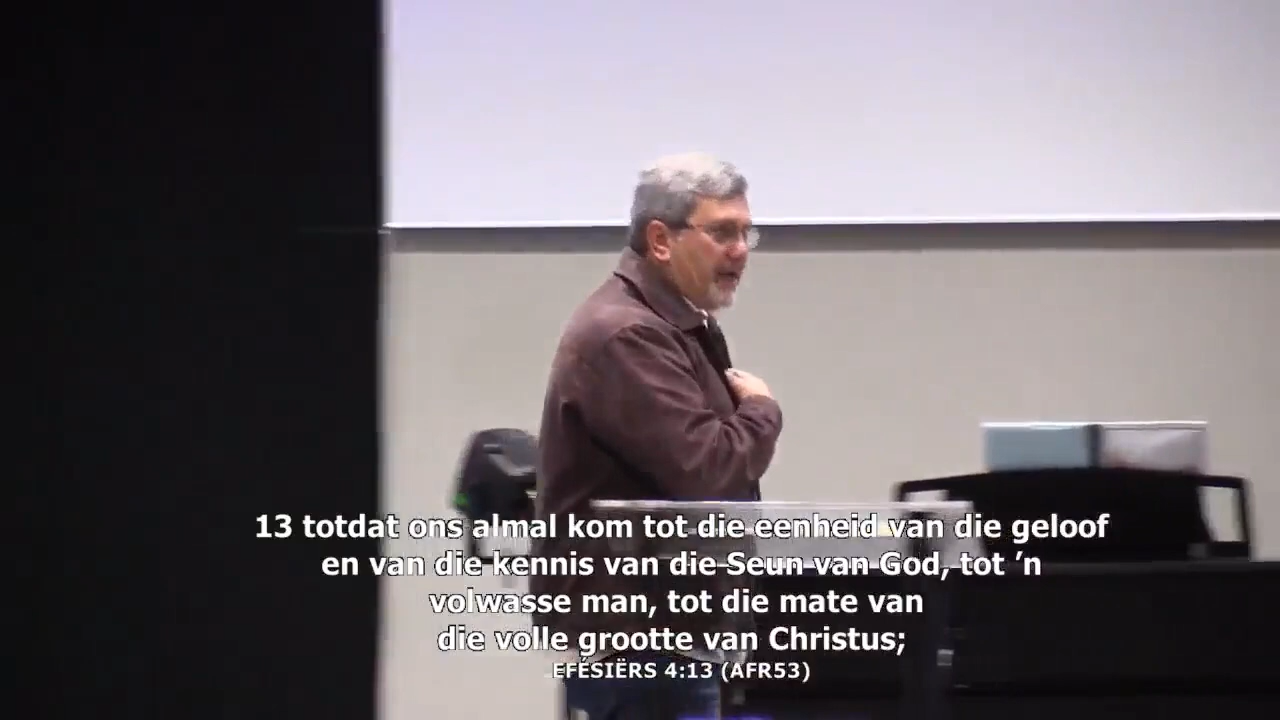 13 totdat ons almal kom tot die eenheid van die geloof
en van die kennis van die Seun van God, tot ’n
volwasse man, tot die mate van
die volle grootte van Christus;
EFÉSIËRS 4:13 (AFR53)